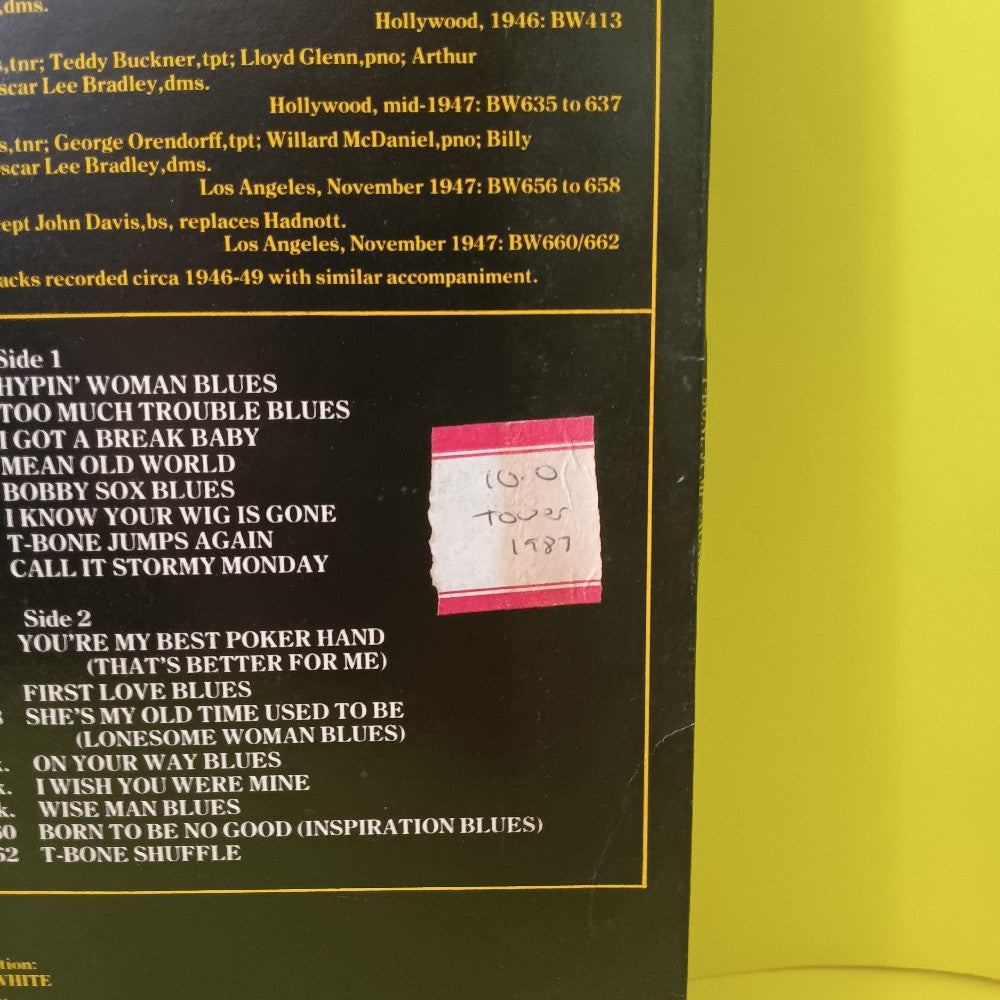 ,dms.
Hollywood, 1946: BW413
s,tnr; Teddy Buckner,tpt; Lloyd Glenn,pno; Arthur
scar Lee Bradley,dms.
Hollywood, mid-1947: BW635 to 637
s,tnr; George Orendorff,tpt; Willard McDaniel,pno; Billy
scar Lee Bradley,dms.
Los Angeles, November 1947: BW656 to 658
ept John Davis,bs, replaces Hadnott.
Los Angeles, November 1947: BW660/662
acks recorded circa 1946-49 with similar accompaniment.
Side 1
HYPIN' WOMAN BLUES
TOO MUCH TROUBLE BLUES
I GOT A BREAK BABY
MEAN OLD WORLD
BOBBY SOX BLUES
I KNOW YOUR WIG IS GONE
T-BONE JUMPS AGAIN
CALL IT STORMY MONDAY
10.0
Tower
1987
Side 2
YOU'RE MY BEST POKER HAND
(THAT'S BETTER FOR ME)
FIRST LOVE BLUES
8 SHE'S MY OLD TIME USED TO BE
(LONESOME WOMAN BLUES)
k. ON YOUR WAY BLUES
k. I WISH YOU WERE MINE
k. WISE MAN BLUES
60 BORN TO BE NO GOOD (INSPIRATION BLUES)
62 T-BONE SHUFFLE
tion:
WHITE